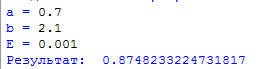 a = 0.7
b = 2.1
E = 0.001
Результат:  0.8748233224731817